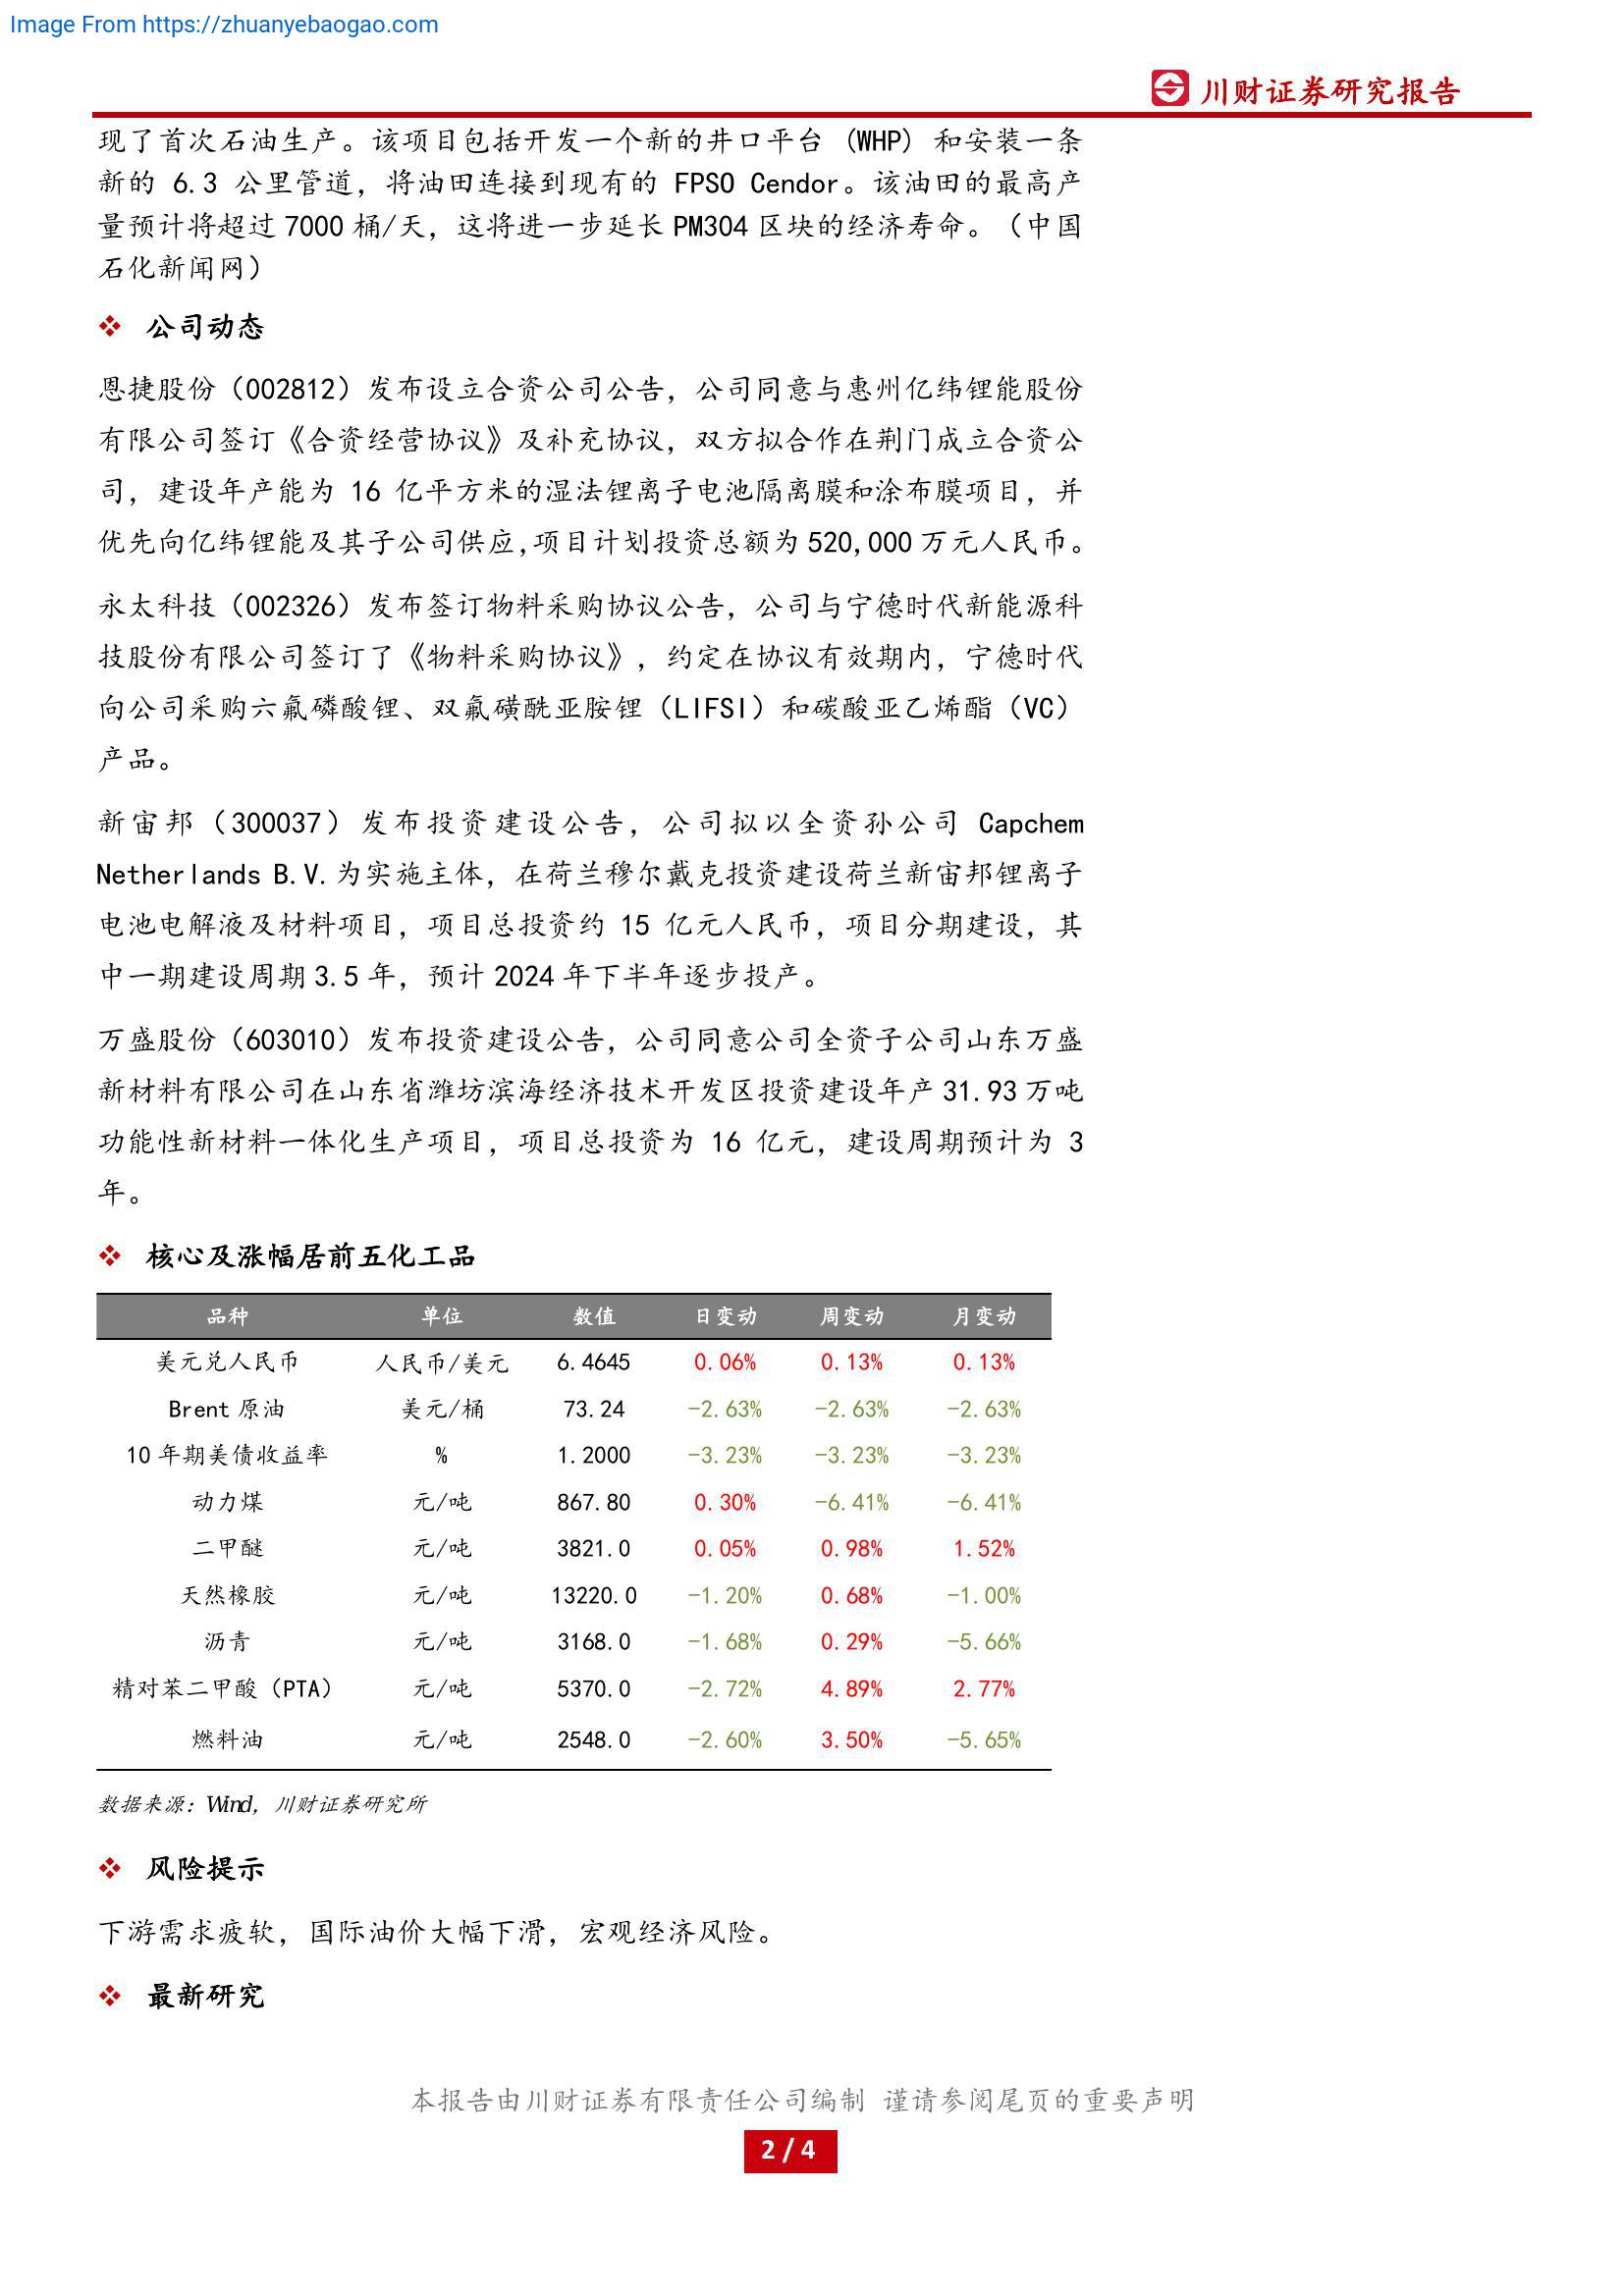 Image From https://zhuanyebaogao.com
川财证券研究报告
现了首次石油生产。该项目包括开发一个新的井口平台 (WHP) 和安装一条
新的 6.3 公里管道，将油田连接到现有的 FPSO Cendor。该油田的最高产
量预计将超过 7000 桶/天，这将进一步延长 PM304 区块的经济寿命。（中国
石化新闻网）
❖ 公司动态
恩捷股份（002812）发布设立合资公司公告，公司同意与惠州亿纬锂能股份
有限公司签订《合资经营协议》及补充协议，双方拟合作在荆门成立合资公
司，建设年产能为 16 亿平方米的湿法锂离子电池隔离膜和涂布膜项目，并
优先向亿纬锂能及其子公司供应,项目计划投资总额为 520,000 万元人民币。
永太科技（002326）发布签订物料采购协议公告，公司与宁德时代新能源科
技股份有限公司签订了《物料采购协议》，约定在协议有效期内，宁德时代
向公司采购六氟磷酸锂、双氟磺酰亚胺锂（LIFSI）和碳酸亚乙烯酯（VC）
产品。
新宙邦（300037）发布投资建设公告，公司拟以全资孙公司 Capchem
Netherlands B.V.为实施主体，在荷兰穆尔戴克投资建设荷兰新宙邦锂离子
电池电解液及材料项目，项目总投资约 15 亿元人民币，项目分期建设，其
中一期建设周期 3.5 年，预计 2024 年下半年逐步投产。
万盛股份（603010）发布投资建设公告，公司同意公司全资子公司山东万盛
新材料有限公司在山东省潍坊滨海经济技术开发区投资建设年产 31.93 万吨
功能性新材料一体化生产项目，项目总投资为 16 亿元，建设周期预计为 3
年。
❖ 核心及涨幅居前五化工品
品种 单位 数值 日变动 周变动 月变动
美元兑人民币 人民币/美元 6.4645 0.06% 0.13% 0.13%
Brent 原油 美元/桶 73.24 -2.63% -2.63% -2.63%
10 年期美债收益率 % 1.2000 -3.23% -3.23% -3.23%
动力煤 元/吨 867.80 0.30% -6.41% -6.41%
二甲醚 元/吨 3821.0 0.05% 0.98% 1.52%
天然橡胶 元/吨 13220.0 -1.20% 0.68% -1.00%
沥青 元/吨 3168.0 -1.68% 0.29% -5.66%
精对苯二甲酸（PTA） 元/吨 5370.0 -2.72% 4.89% 2.77%
燃料油 元/吨 2548.0 -2.60% 3.50% -5.65%
数据来源：Wind，川财证券研究所
❖ 风险提示
下游需求疲软，国际油价大幅下滑，宏观经济风险。
❖ 最新研究
本报告由川财证券有限责任公司编制 谨请参阅尾页的重要声明
2 / 4